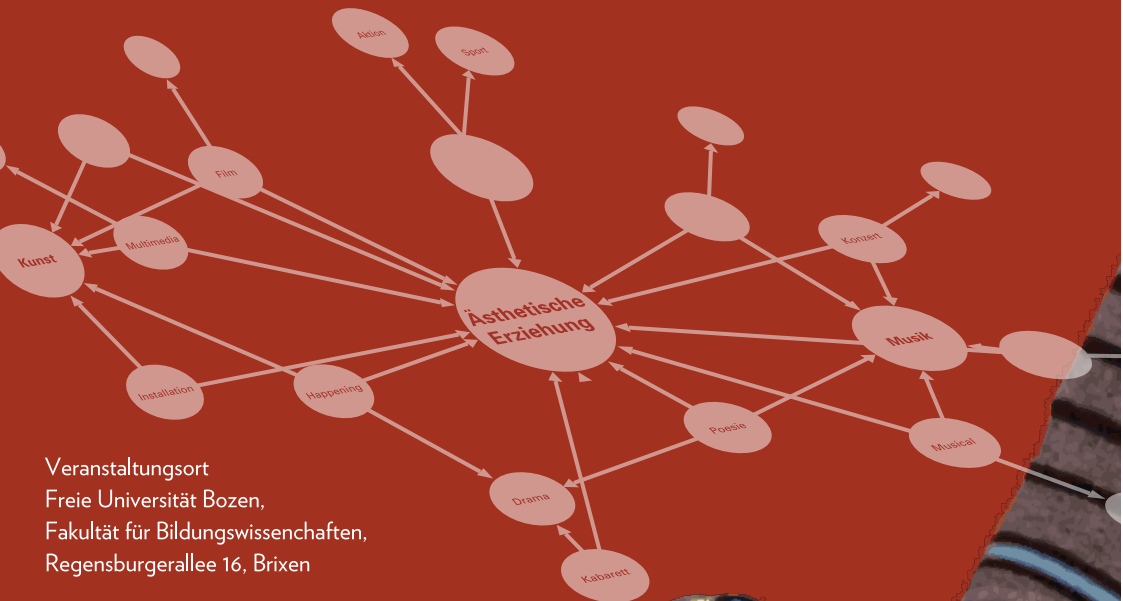 Aktion
Sport
Film
Multimedia
Konzert
Kunst
Ästhetische
Erziehung
Musik
Installation
Happening
Poesie
Musical
Drama
Kabarett
Veranstaltungsort
Freie Universität Bozen,
Fakultät für Bildungswissenchaften,
Regensburgerallee 16, Brixen